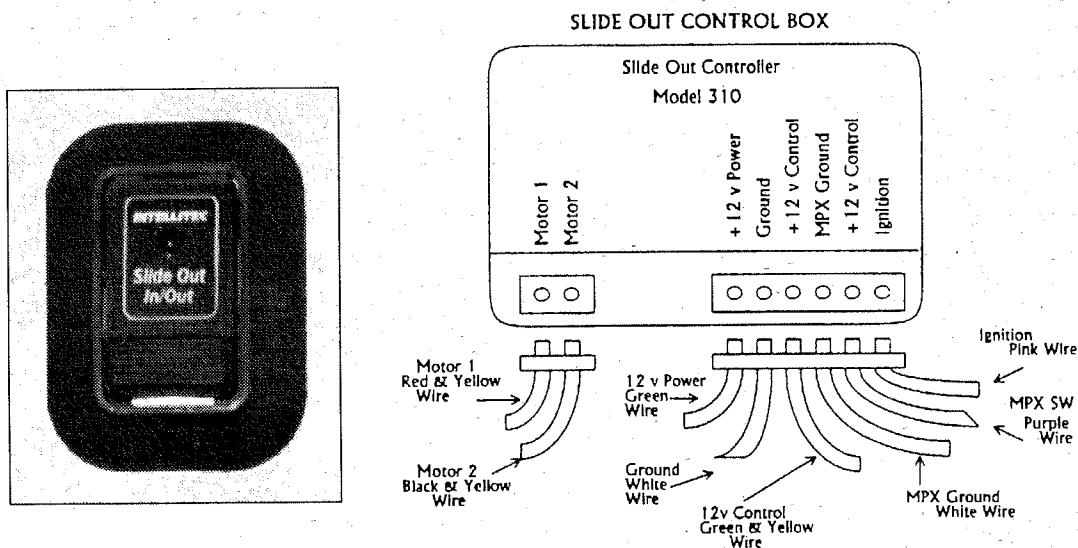 SLIDE OUT CONTROL BOX
INTELLITEC
Slide Out
In/Out
Slide Out Controller
Model 310
Motor 1
Motor 2
+ 12 v Power
Ground
+ 12 v Control
MPX Ground
+ 12 v Control
Ignition
Motor 1
Red & Yellow
Wire
Motor 2
Black & Yellow
Wire
12 v Power
Green
Wire
Ground
White
Wire
12v Control
Green & Yellow
Wire
Ignition
Pink Wire
MPX SW
Purple
Wire
MPX Ground
White Wire